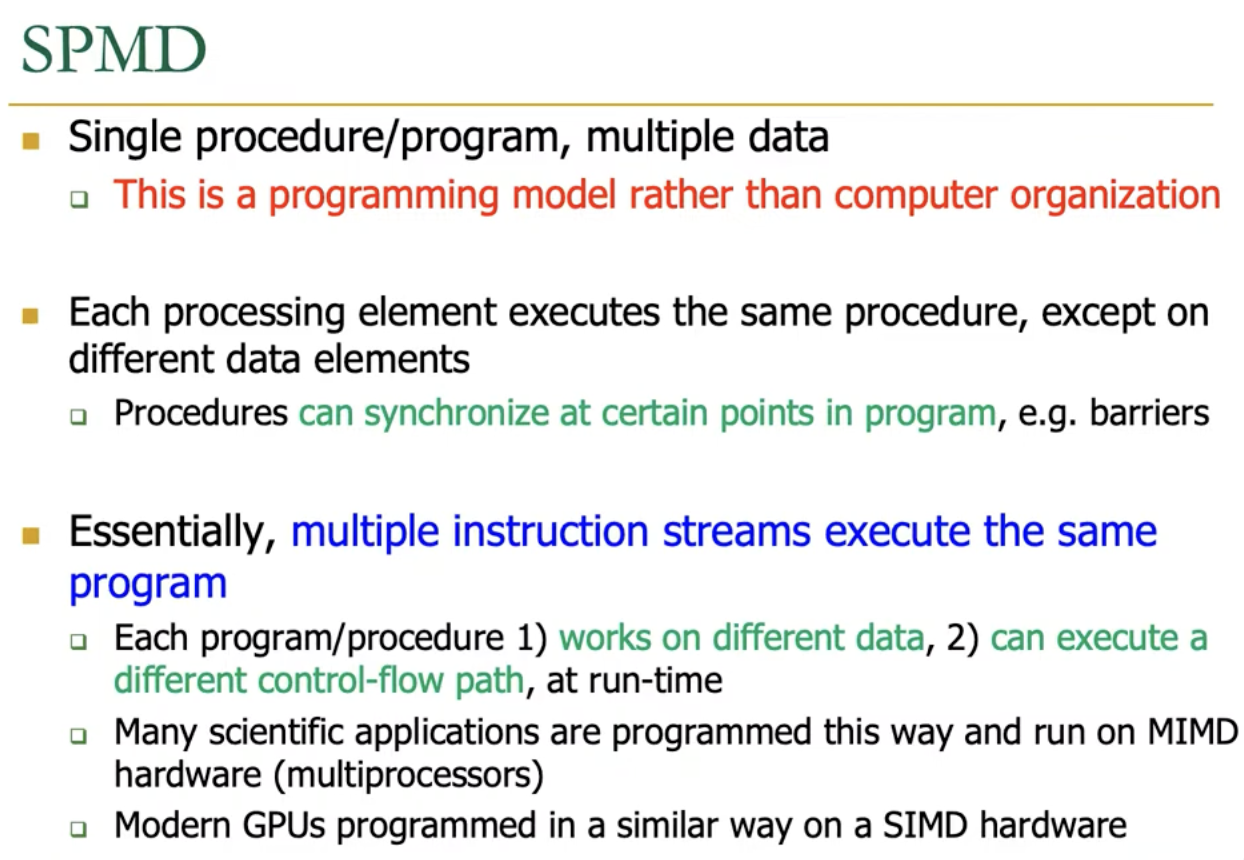 SPMD
Single procedure/program, multiple data
This is a programming model rather than computer organization
Each processing element executes the same procedure, except on
different data elements
Procedures can synchronize at certain points in program, e.g. barriers
Essentially, multiple instruction streams execute the same
program
Each program/procedure 1) works on different data, 2) can execute a
different control-flow path, at run-time
Many scientific applications are programmed this way and run on MIMD
hardware (multiprocessors)
Modern GPUs programmed in a similar way on a SIMD hardware